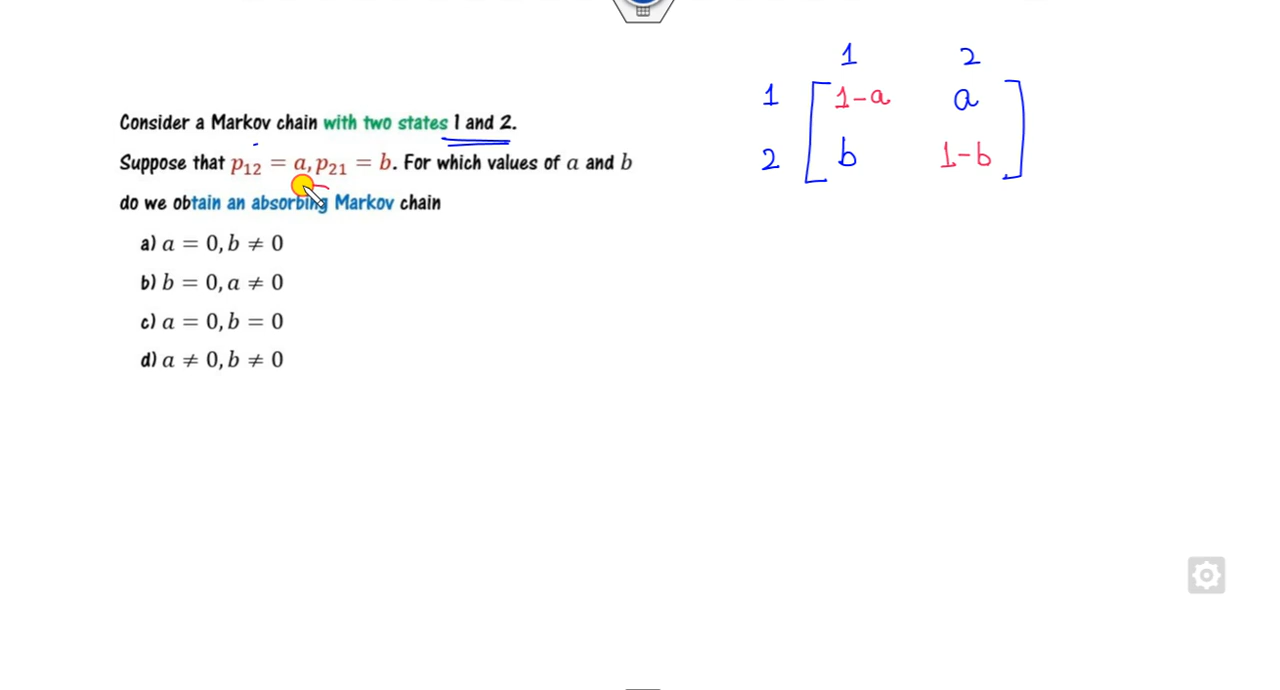 Consider a Markov chain with two states 1 and 2.
Suppose that p₁₂ = a, p₂₁ = b. For which values of a and b
do we obtain an absorbing Markov chain
a) a = 0, b ≠ 0
b) b = 0, a ≠ 0
c) a = 0, b = 0
d) a ≠ 0, b ≠ 0
1 2
1 [ 1-a a ]
2 [ b 1-b ]